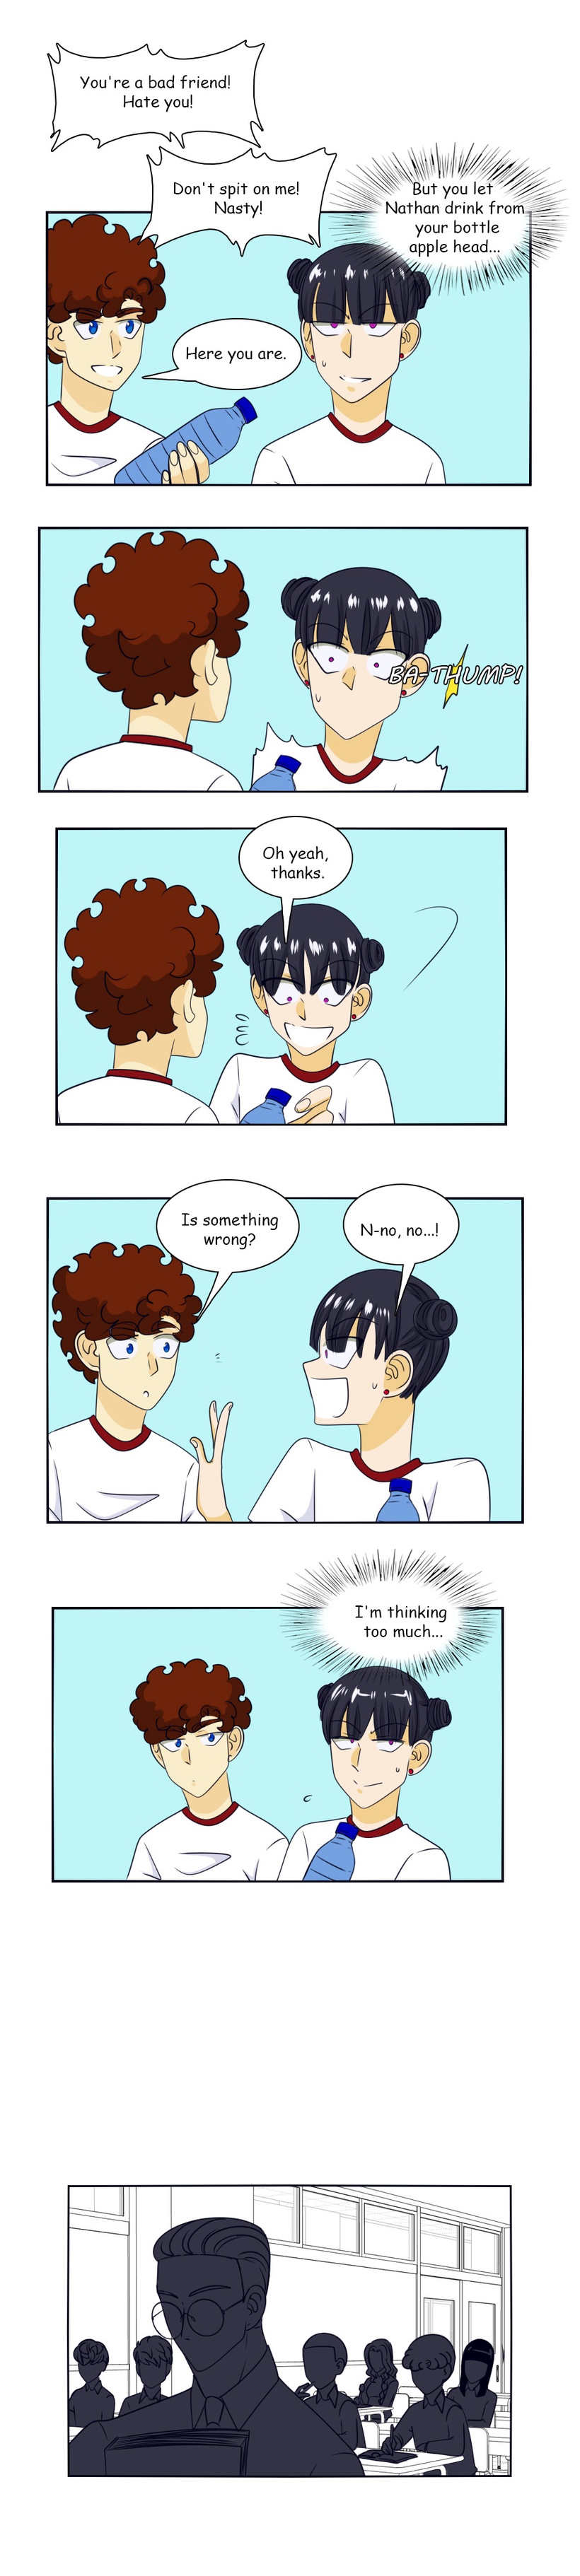 You're a bad friend!
Hate you!
Don't spit on me!
Nasty!
But you let
Nathan drink from
your bottle
apple head...
Here you are.
BA-THUMP!
Oh yeah,
thanks.
Is something
wrong?
N-no, no...!
I'm thinking
too much...